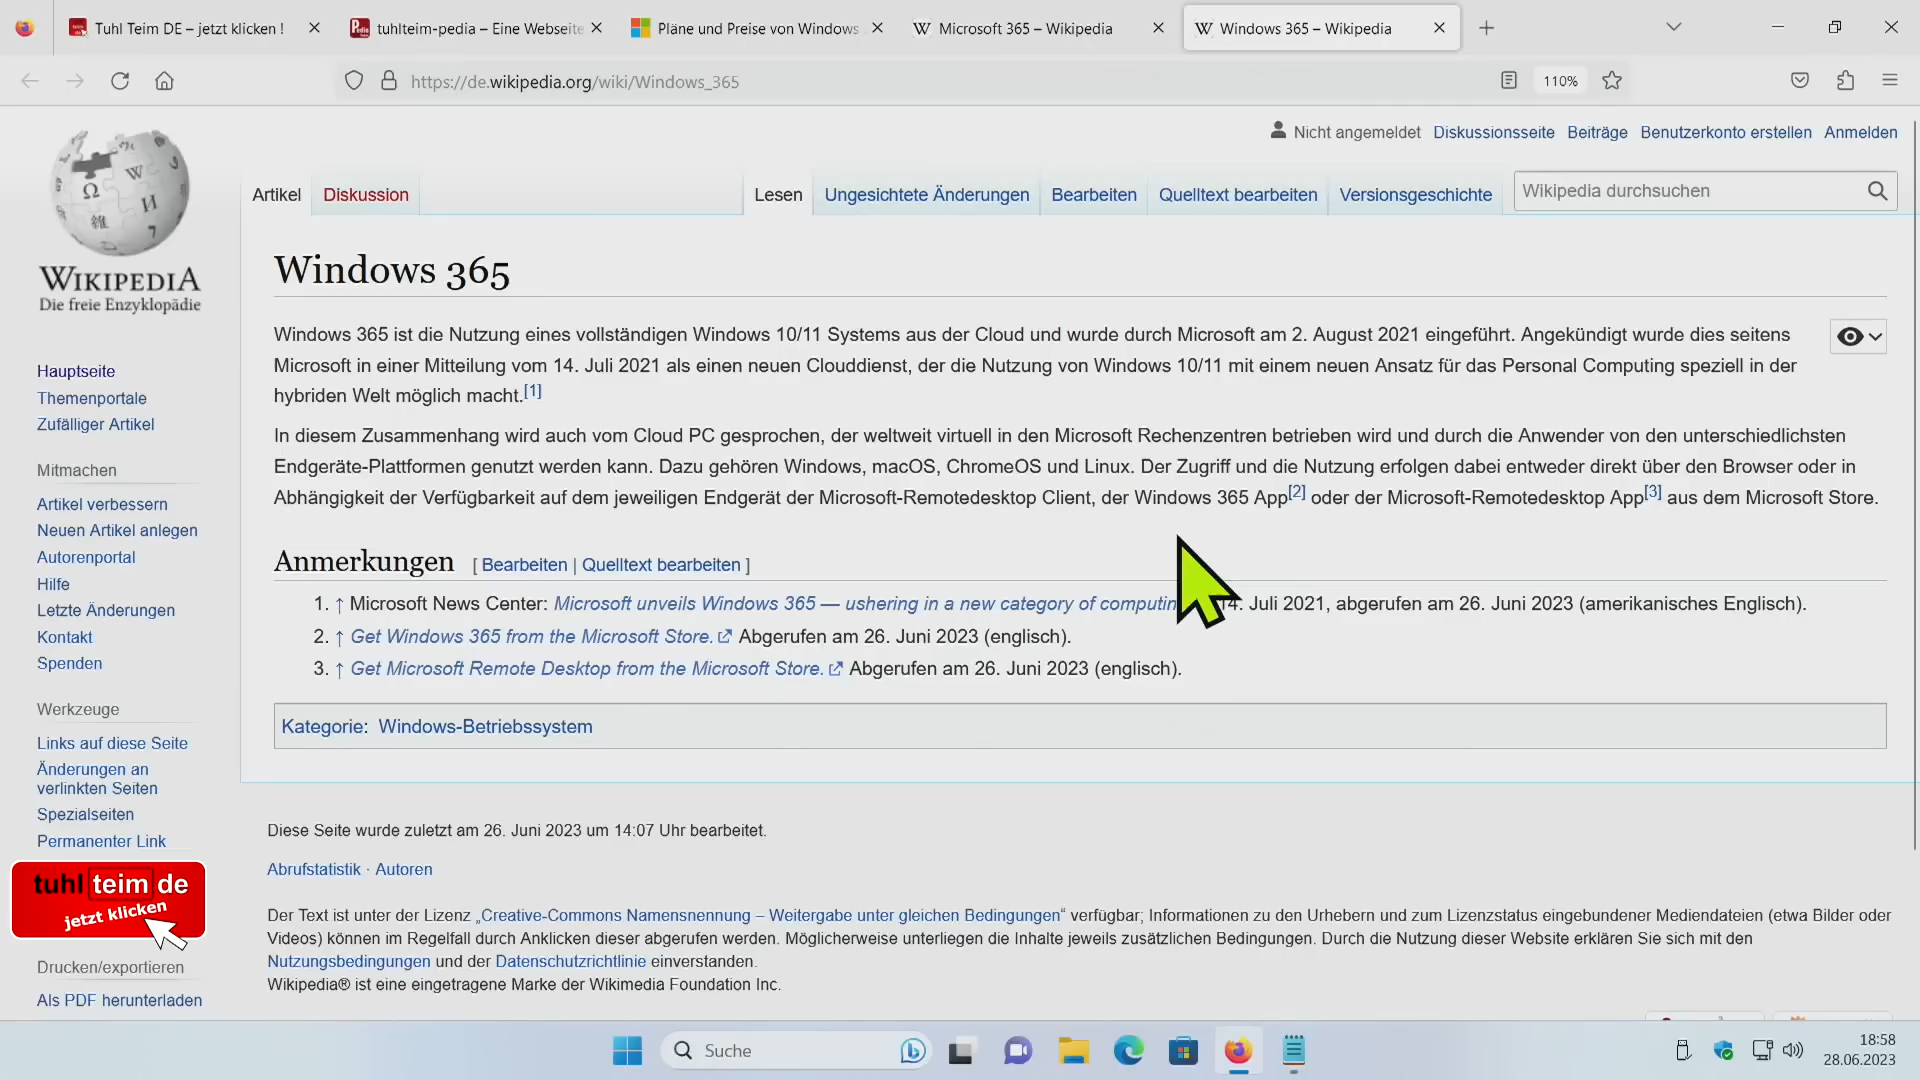 Tuhl Teim DE – jetzt klicken !
tuhlteim-pedia – Eine Webseite
Pläne und Preise von Windows
Microsoft 365 – Wikipedia
Windows 365 – Wikipedia
https://de.wikipedia.org/wiki/Windows_365
110%
Nicht angemeldet Diskussionsseite Beiträge Benutzerkonto erstellen Anmelden
Artikel Diskussion Lesen Ungesichtete Änderungen Bearbeiten Quelltext bearbeiten Versionsgeschichte Wikipedia durchsuchen
WIKIPEDIA
Die freie Enzyklopädie
Hauptseite
Themenportale
Zufälliger Artikel
Mitmachen
Artikel verbessern
Neuen Artikel anlegen
Autorenportal
Hilfe
Letzte Änderungen
Kontakt
Spenden
Werkzeuge
Links auf diese Seite
Änderungen an
verlinkten Seiten
Spezialseiten
Permanenter Link
tuhl teim de
jetzt klicken
Drucken/exportieren
Als PDF herunterladen
Windows 365
Windows 365 ist die Nutzung eines vollständigen Windows 10/11 Systems aus der Cloud und wurde durch Microsoft am 2. August 2021 eingeführt. Angekündigt wurde dies seitens
Microsoft in einer Mitteilung vom 14. Juli 2021 als einen neuen Clouddienst, der die Nutzung von Windows 10/11 mit einem neuen Ansatz für das Personal Computing speziell in der
hybriden Welt möglich macht.[1]
In diesem Zusammenhang wird auch vom Cloud PC gesprochen, der weltweit virtuell in den Microsoft Rechenzentren betrieben wird und durch die Anwender von den unterschiedlichsten
Endgeräte-Plattformen genutzt werden kann. Dazu gehören Windows, macOS, ChromeOS und Linux. Der Zugriff und die Nutzung erfolgen dabei entweder direkt über den Browser oder in
Abhängigkeit der Verfügbarkeit auf dem jeweiligen Endgerät der Microsoft-Remotedesktop Client, der Windows 365 App[2] oder der Microsoft-Remotedesktop App[3] aus dem Microsoft Store.
Anmerkungen [ Bearbeiten | Quelltext bearbeiten ]
1. ↑ Microsoft News Center: Microsoft unveils Windows 365 — ushering in a new category of computin 4. Juli 2021, abgerufen am 26. Juni 2023 (amerikanisches Englisch).
2. ↑ Get Windows 365 from the Microsoft Store. Abgerufen am 26. Juni 2023 (englisch).
3. ↑ Get Microsoft Remote Desktop from the Microsoft Store. Abgerufen am 26. Juni 2023 (englisch).
Kategorie: Windows-Betriebssystem
Diese Seite wurde zuletzt am 26. Juni 2023 um 14:07 Uhr bearbeitet.
Abrufstatistik · Autoren
Der Text ist unter der Lizenz „Creative-Commons Namensnennung – Weitergabe unter gleichen Bedingungen“ verfügbar; Informationen zu den Urhebern und zum Lizenzstatus eingebundener Mediendateien (etwa Bilder oder
Videos) können im Regelfall durch Anklicken dieser abgerufen werden. Möglicherweise unterliegen die Inhalte jeweils zusätzlichen Bedingungen. Durch die Nutzung dieser Website erklären Sie sich mit den
Nutzungsbedingungen und der Datenschutzrichtlinie einverstanden.
Wikipedia® ist eine eingetragene Marke der Wikimedia Foundation Inc.
Suche
18:58
28.06.2023